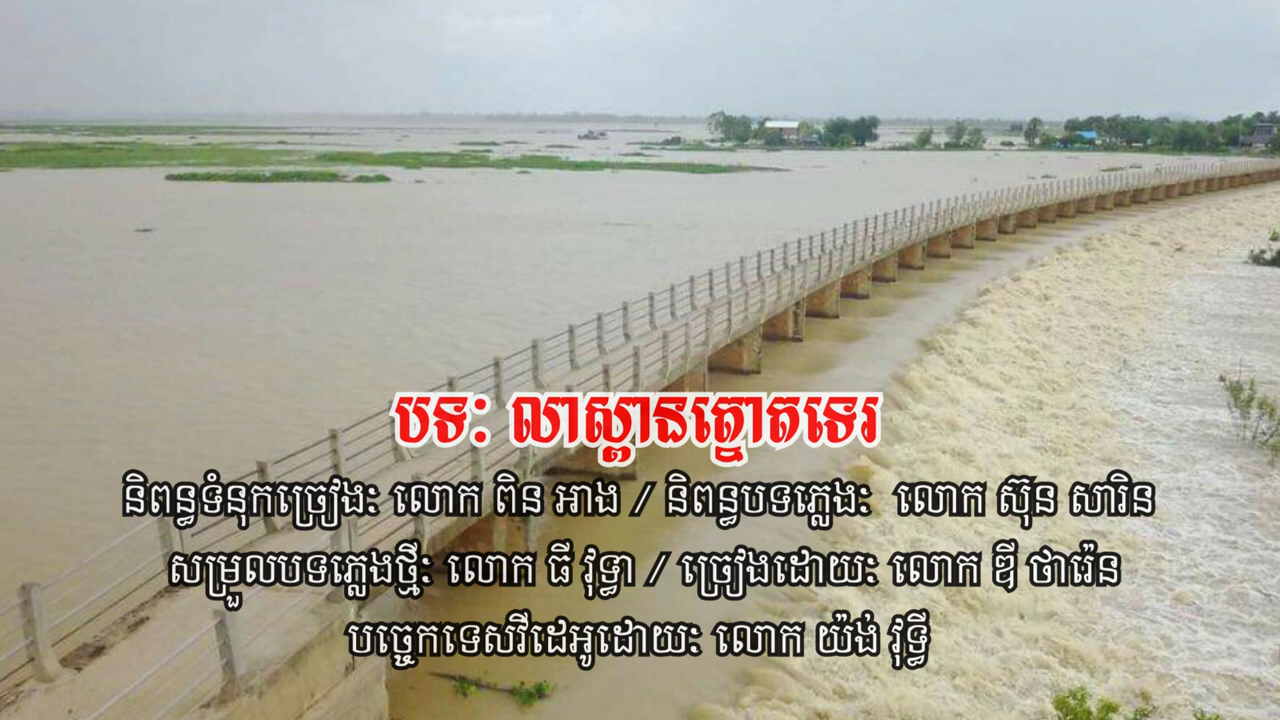 បទ: លាស្ពានត្នោតទេរ
និពន្ធទំនុកច្រៀង: លោក ពិន អាង / និពន្ធបទភ្លេង: លោក ស៊ុន សារិន
សម្រួលបទភ្លេងថ្មី: លោក ធី វុទ្ធា / ច្រៀងដោយ: លោក ឌី ថារ៉េន
បច្ចេកទេសវីដេអូដោយ: លោក យ៉ង់ វុទ្ធី